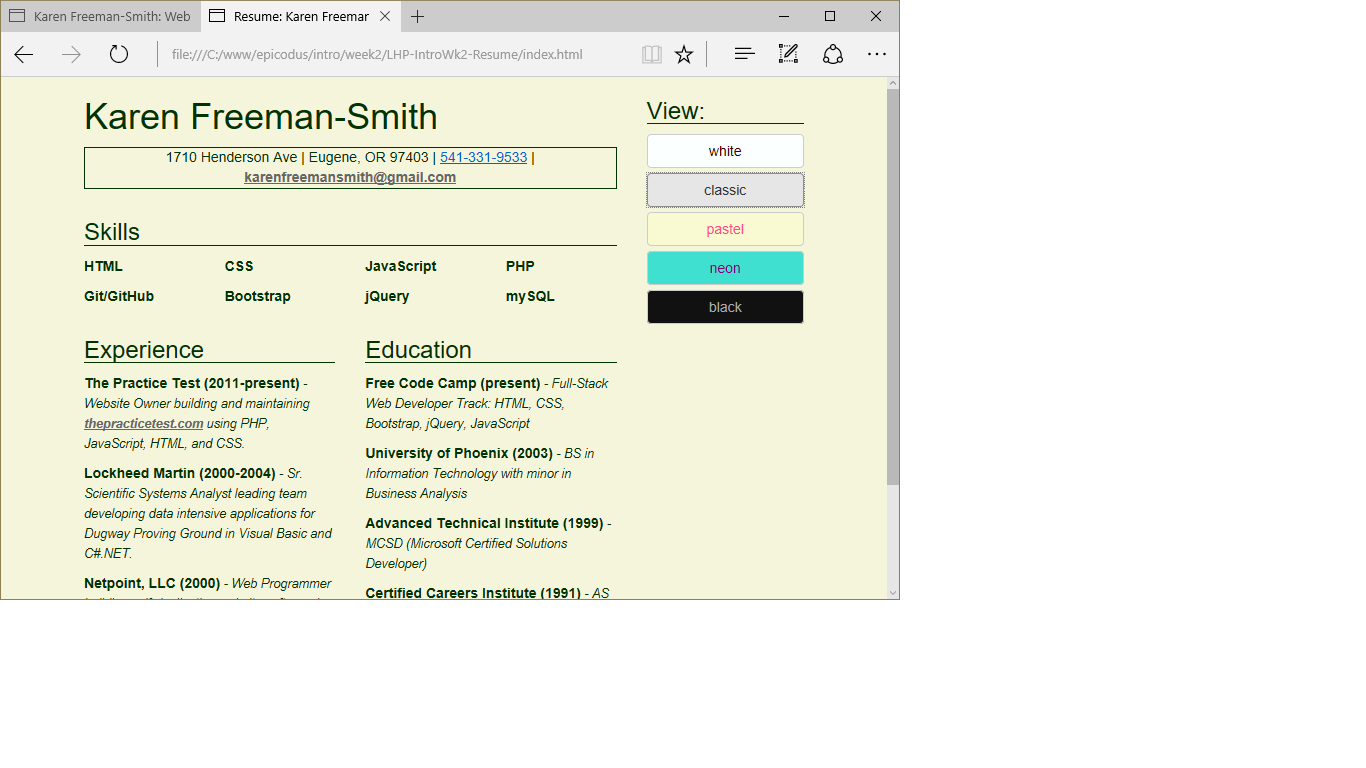 Karen Freeman-Smith: Web
Resume: Karen Freemar
file:///C:/www/epicodus/intro/week2/LHP-IntroWk2-Resume/index.html
Karen Freeman-Smith
1710 Henderson Ave | Eugene, OR 97403 | 541-331-9533 |
karenfreemansmith@gmail.com
Skills
HTML CSS JavaScript PHP
Git/GitHub Bootstrap jQuery mySQL
Experience
The Practice Test (2011-present) -
Website Owner building and maintaining
thepracticetest.com using PHP,
JavaScript, HTML, and CSS.
Lockheed Martin (2000-2004) - Sr.
Scientific Systems Analyst leading team
developing data intensive applications for
Dugway Proving Ground in Visual Basic and
C#.NET.
Netpoint, LLC (2000) - Web Programmer
Education
Free Code Camp (present) - Full-Stack
Web Developer Track: HTML, CSS,
Bootstrap, jQuery, JavaScript
University of Phoenix (2003) - BS in
Information Technology with minor in
Business Analysis
Advanced Technical Institute (1999) -
MCSD (Microsoft Certified Solutions
Developer)
Certified Careers Institute (1991) - AS
View:
white
classic
pastel
neon
black